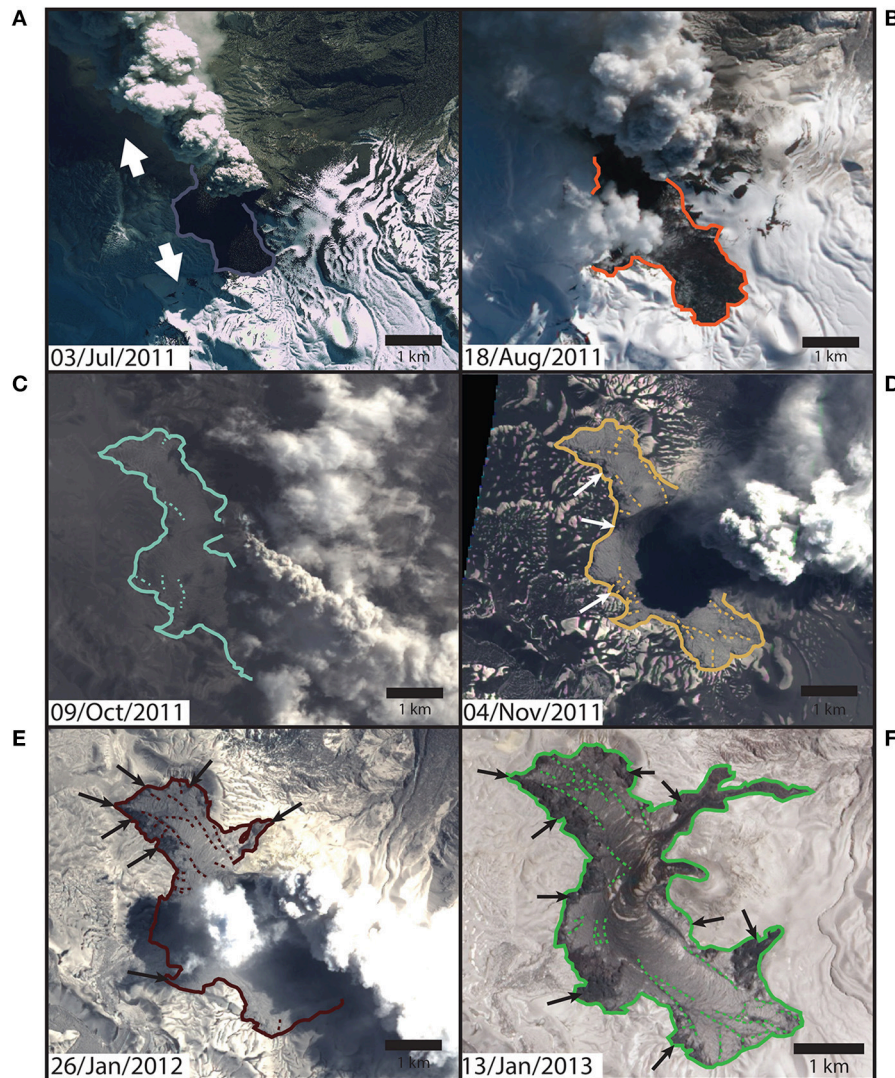 A
B
03/Jul/2011
1 km
18/Aug/2011
1 km
C
D
09/Oct/2011
1 km
04/Nov/2011
1 km
E
F
26/Jan/2012
1 km
13/Jan/2013
1 km